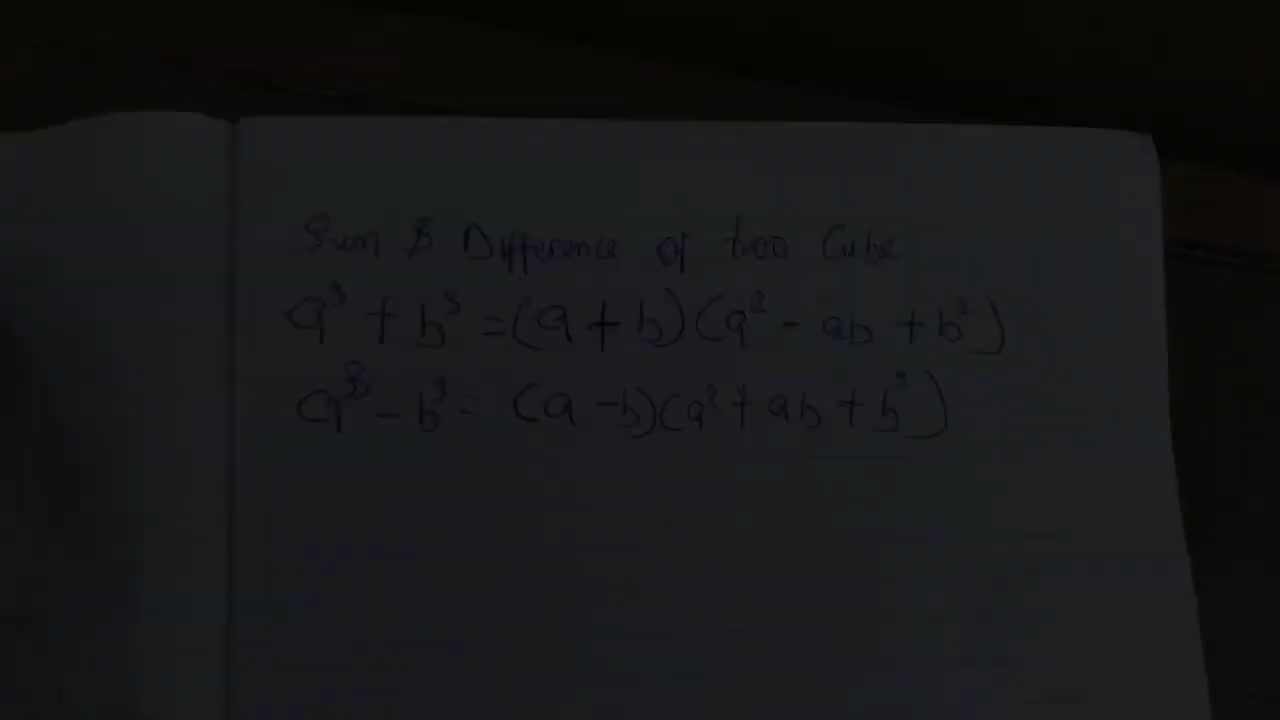 Sum & Difference of two Cube
a³ + b³ = (a + b)(a² - ab + b²)
a³ - b³ = (a - b)(a² + ab + b²)